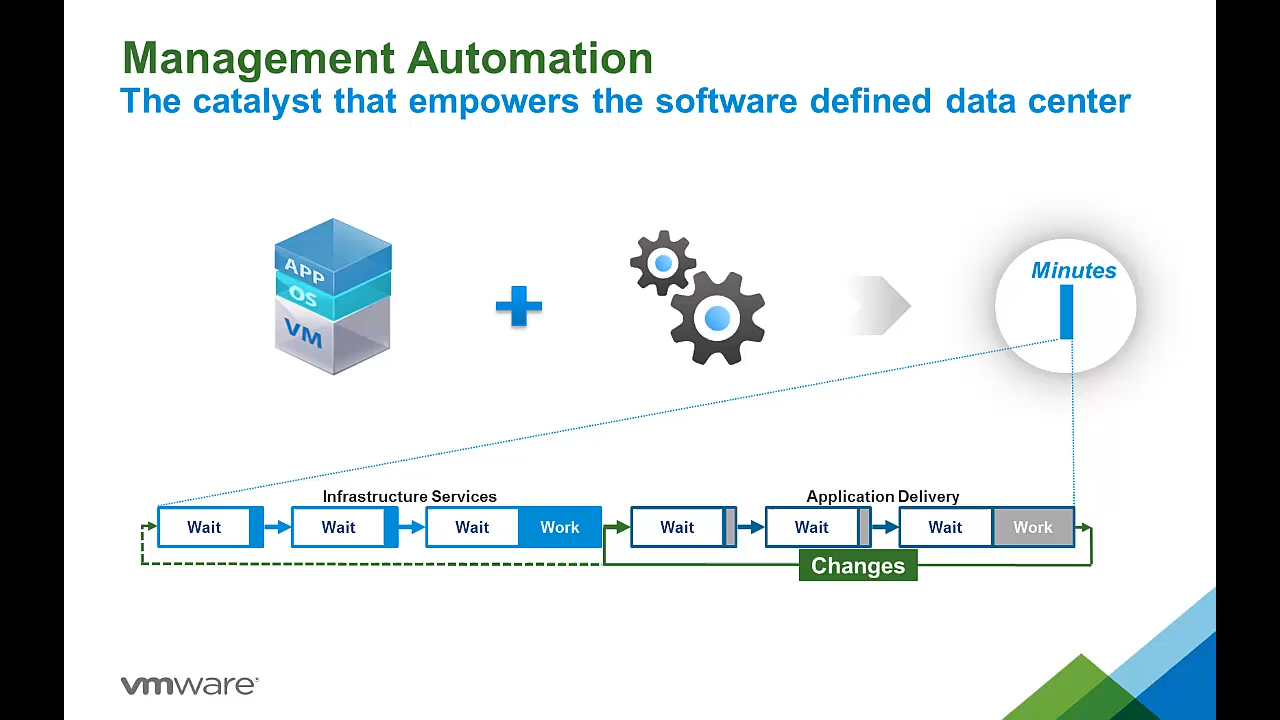 Management Automation
The catalyst that empowers the software defined data center
APP
OS
VM
Minutes
Infrastructure Services
Application Delivery
Wait
Wait
Wait
Work
Wait
Wait
Wait
Work
Changes
vmware